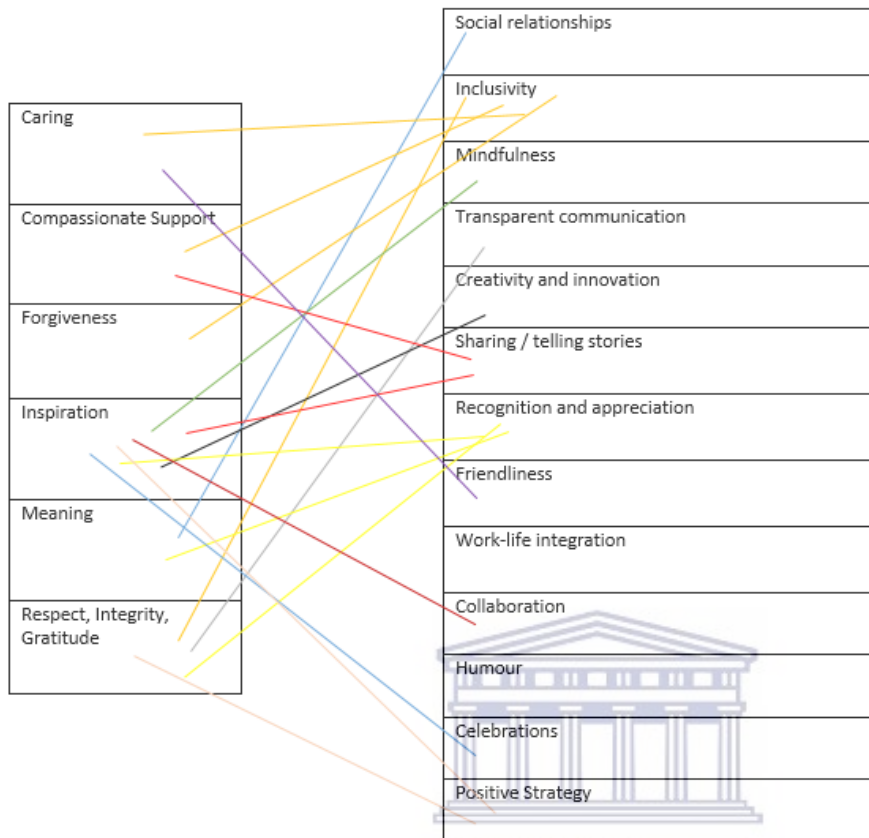 Caring
Compassionate Support
Forgiveness
Inspiration
Meaning
Respect, Integrity,
Gratitude
Social relationships
Inclusivity
Mindfulness
Transparent communication
Creativity and innovation
Sharing / telling stories
Recognition and appreciation
Friendliness
Work-life integration
Collaboration
Humour
Celebrations
Positive Strategy